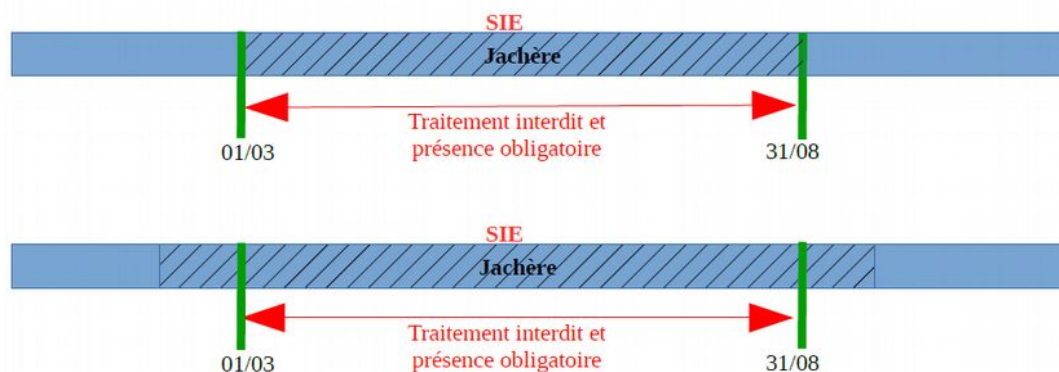 SIE
Jachère
Traitement interdit et
présence obligatoire
01/03
31/08
SIE
Jachère
Traitement interdit et
présence obligatoire
01/03
31/08